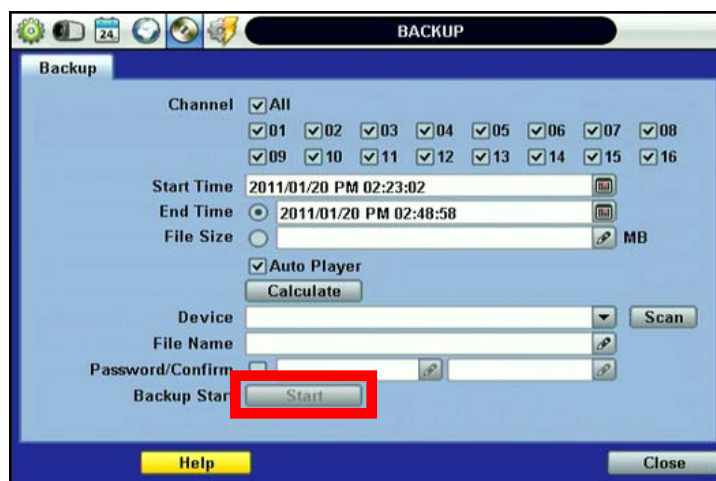 24 BACKUP
Backup
Channel All
01 02 03 04 05 06 07 08
09 10 11 12 13 14 15 16
Start Time 2011/01/20 PM 02:23:02
End Time 2011/01/20 PM 02:48:58
File Size MB
Auto Player
Calculate
Device Scan
File Name
Password/Confirm
Backup Star Start
Help Close